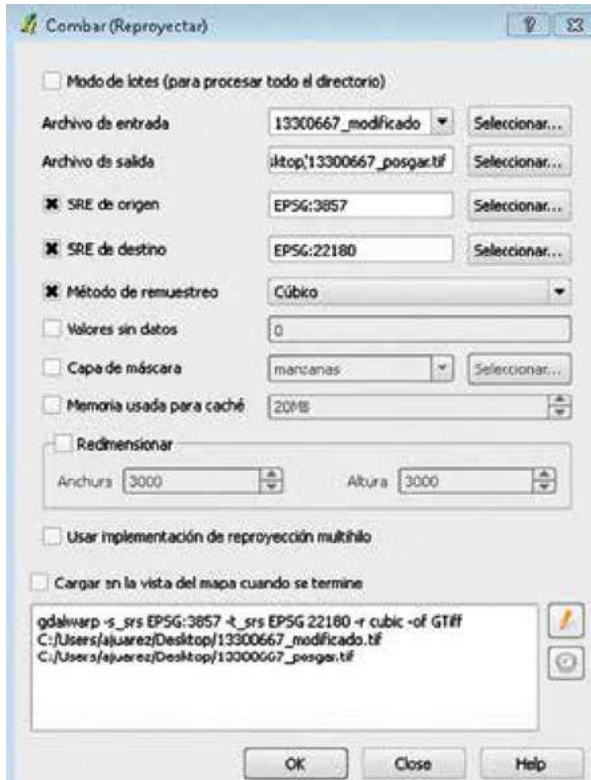 Combar (Reproyectar)
Modo de lotes (para procesar todo el directorio)
Archivo de entrada 13300667_modificado Seleccionar...
Archivo de salida sktop/13300667_posgar.tif Seleccionar...
SRE de origen EPSG:3857 Seleccionar...
SRE de destino EPSG:22180 Seleccionar...
Método de remuestreo Cúbico
Valores sin datos 0
Capa de máscara manzanas Seleccionar...
Memoria usada para caché 20MB
Redimensionar
Anchura 3000 Altura 3000
Usar implementación de reproyección multihilo
Cargar en la vista del mapa cuando se termine
gdalwarp -s_srs EPSG:3857 -t_srs EPSG:22180 -r cubic -of GTiff
C:/Users/ajuarez/Desktop/13300667_modificado.tif
C:/Users/ajuarez/Desktop/13300667_posgar.tif
OK Close Help